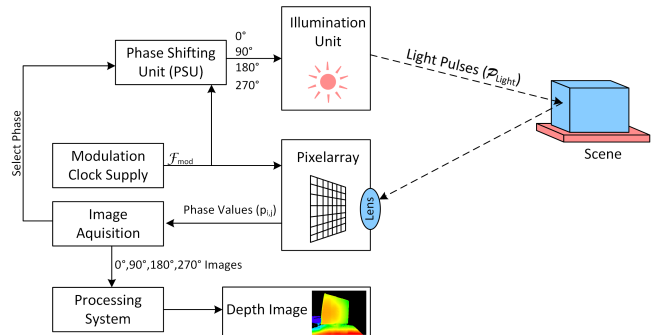 Phase Shifting
Unit (PSU)
0°
90°
180°
270°
Illumination
Unit
Light Pulses (𝒫Light)
Scene
Select Phase
Modulation
Clock Supply
ℱmod
Pixelarray
Lens
Image
Aquisition
Phase Values (pi,j)
0°,90°,180°,270° Images
Processing
System
Depth Image